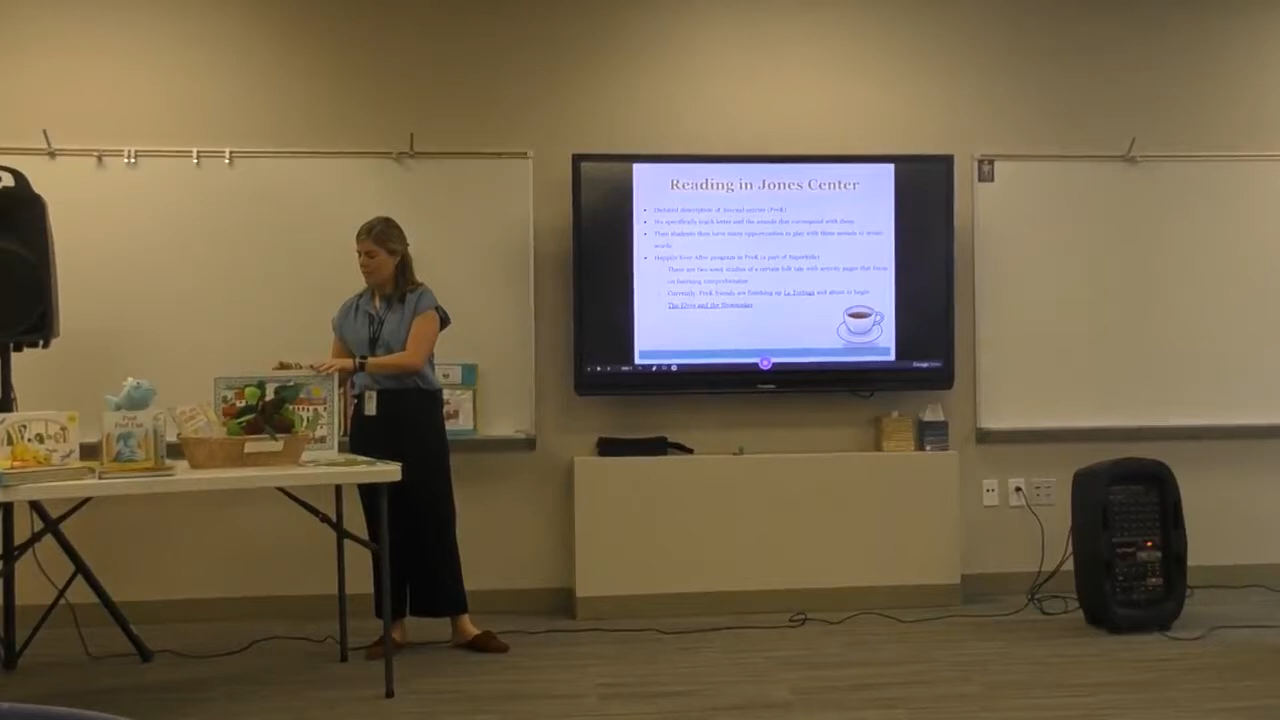 Reading in Jones Center
Detailed description of Journal entries (PreK)
We specifically teach letter and the sounds that correspond with them
Then students then have many opportunities to play with these sounds to create
words
Happily Ever After program in PreK (a part of Superkids)
These are two week studies of a certain folk tale with activity pages that focus
on listening comprehension
Currently- PreK friends are finishing up La Tortuga and about to begin
The Elves and the Shoemaker
Google
Pout
Pout Fish